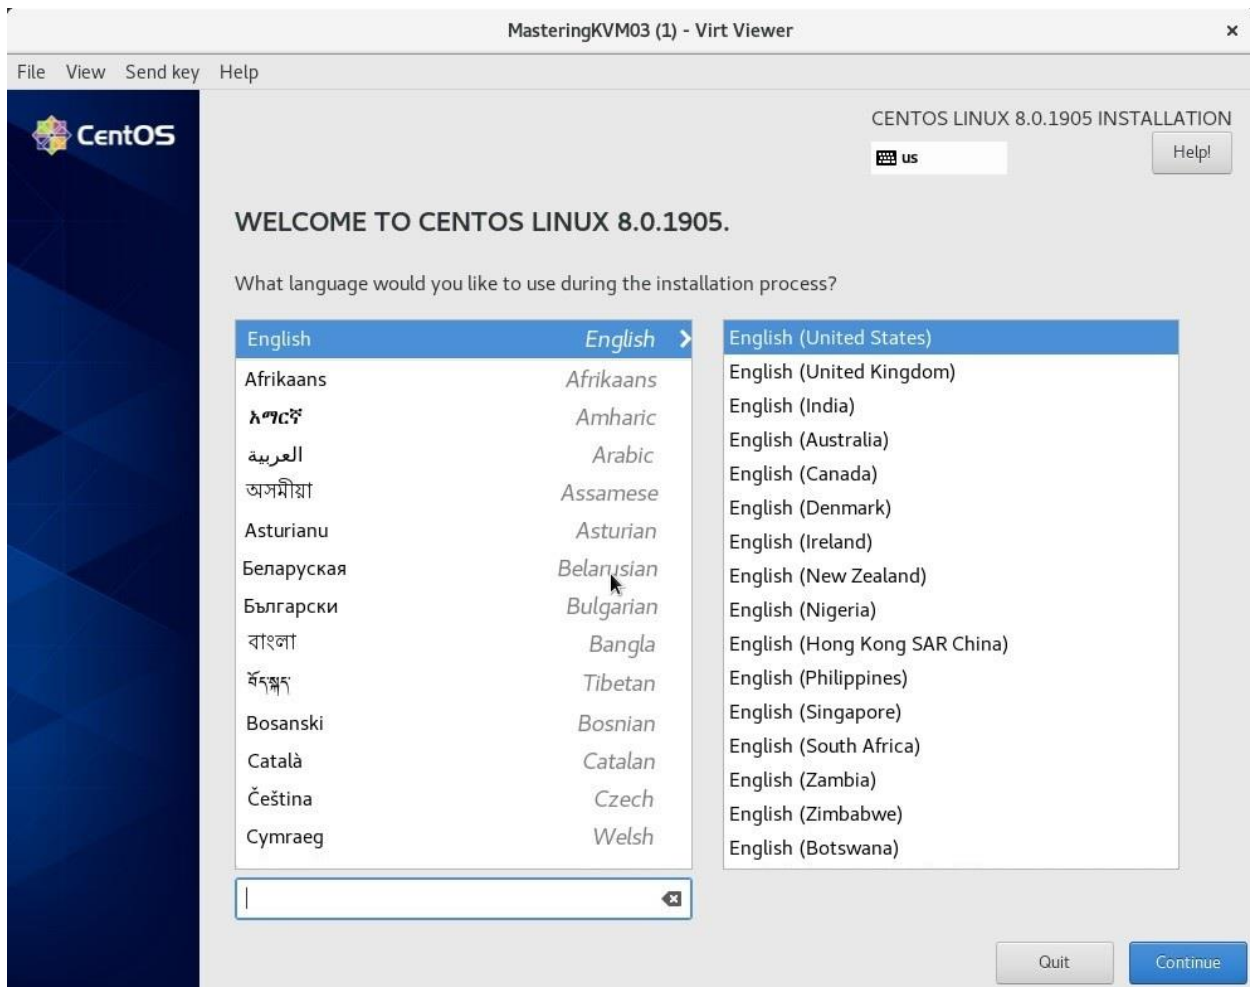 MasteringKVM03 (1) - Virt Viewer
File View Send key Help
CentOS
CENTOS LINUX 8.0.1905 INSTALLATION
us
Help!
WELCOME TO CENTOS LINUX 8.0.1905.
What language would you like to use during the installation process?
English English
Afrikaans Afrikaans
አማርኛ Amharic
العربية Arabic
অসমীয়া Assamese
Asturianu Asturian
Беларуская Belarusian
Български Bulgarian
বাংলা Bangla
བོད་སྐད་ Tibetan
Bosanski Bosnian
Català Catalan
Čeština Czech
Cymraeg Welsh
English (United States)
English (United Kingdom)
English (India)
English (Australia)
English (Canada)
English (Denmark)
English (Ireland)
English (New Zealand)
English (Nigeria)
English (Hong Kong SAR China)
English (Philippines)
English (Singapore)
English (South Africa)
English (Zambia)
English (Zimbabwe)
English (Botswana)
Quit
Continue